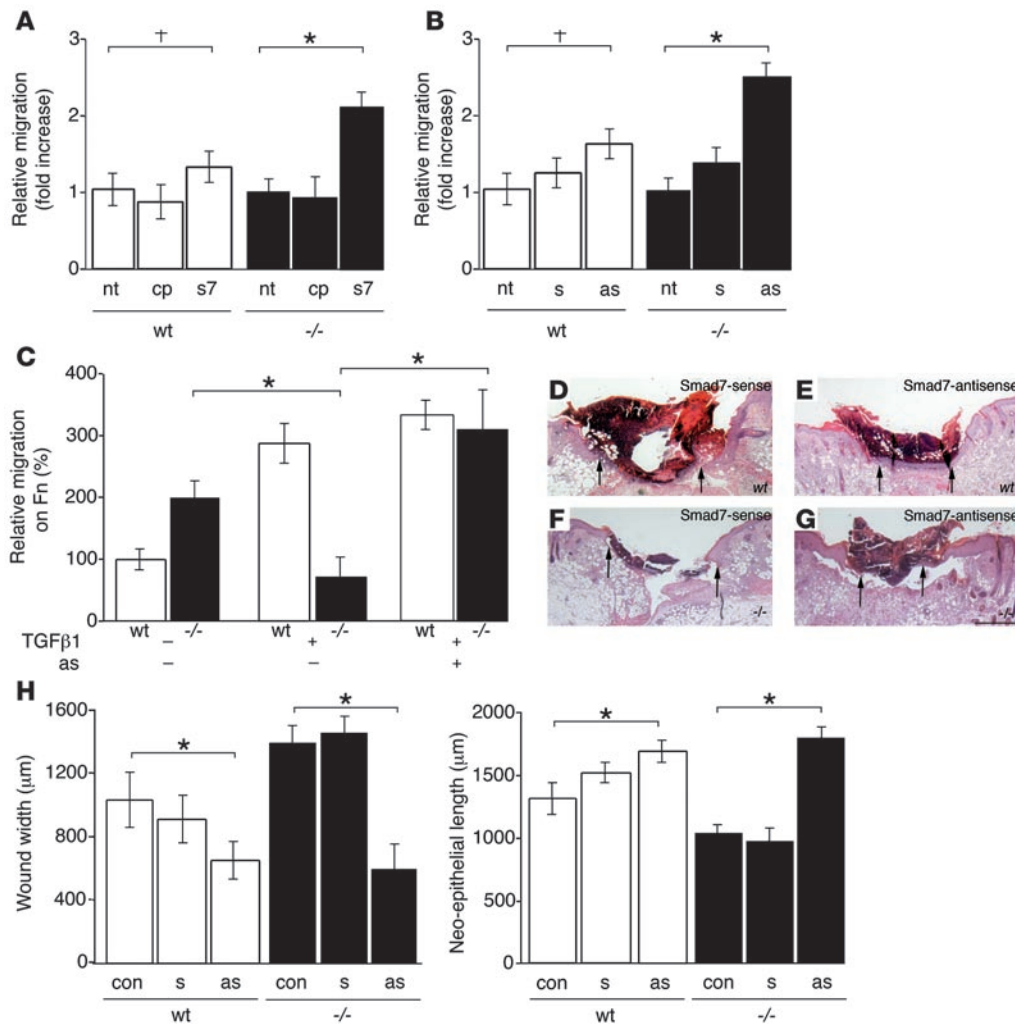 A
Relative migration
(fold increase)
3
2
1
0
†
*
nt cp s7 nt cp s7
wt -/-
B
Relative migration
(fold increase)
3
2
1
0
†
*
nt s as nt s as
wt -/-
C
Relative migration
on Fn (%)
400
300
200
100
0
*
*
wt -/- wt -/- wt -/-
TGFβ1 – + +
as – – +
D Smad7-sense
wt
E Smad7-antisense
wt
F Smad7-sense
-/-
G Smad7-antisense
-/-
H
Wound width (μm)
1600
1200
800
400
0
*
*
con s as con s as
wt -/-
Neo-epithelial length (μm)
2000
1500
1000
500
0
*
*
con s as con s as
wt -/-